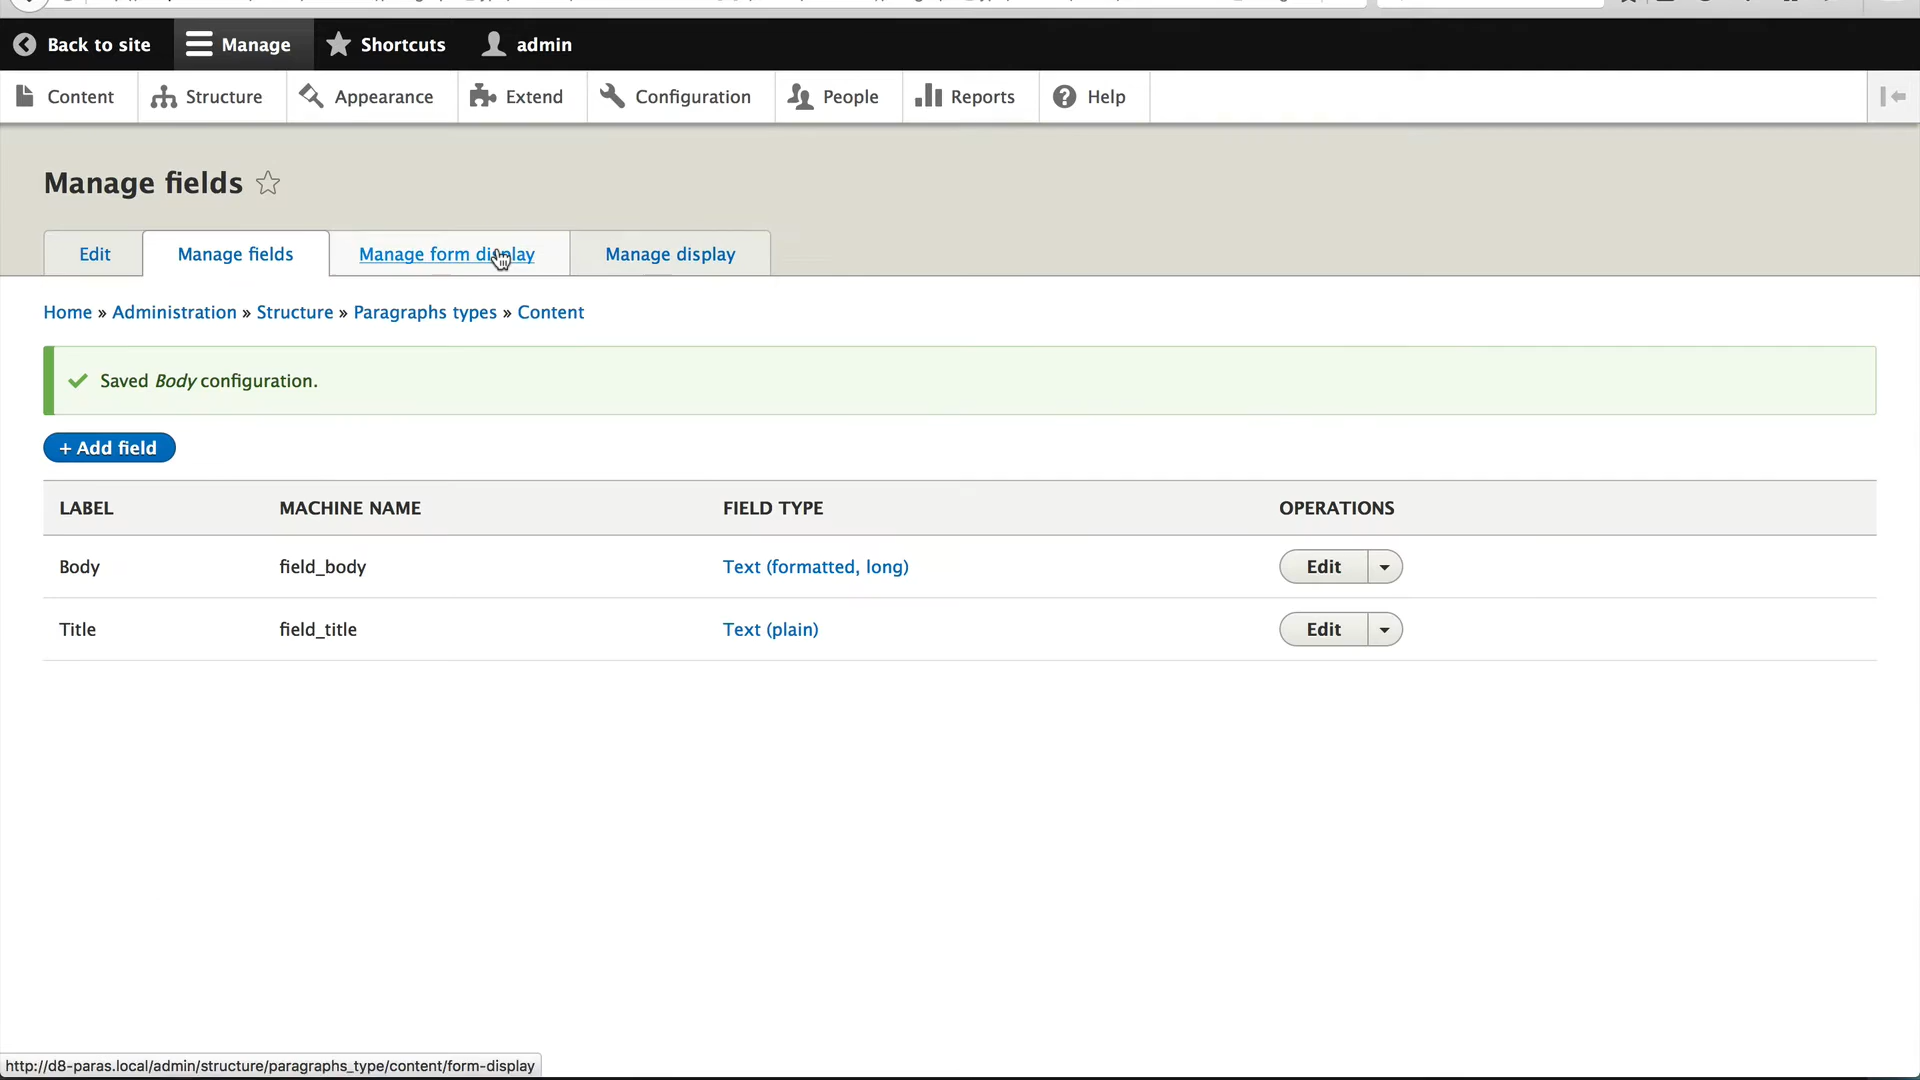 Back to site Manage Shortcuts admin
Content Structure Appearance Extend Configuration People Reports Help
Manage fields
Edit Manage fields Manage form display Manage display
Home » Administration » Structure » Paragraphs types » Content
Saved Body configuration.
+ Add field
LABEL MACHINE NAME FIELD TYPE OPERATIONS
Body field_body Text (formatted, long) Edit
Title field_title Text (plain) Edit
http://d8-paras.local/admin/structure/paragraphs_type/content/form-display